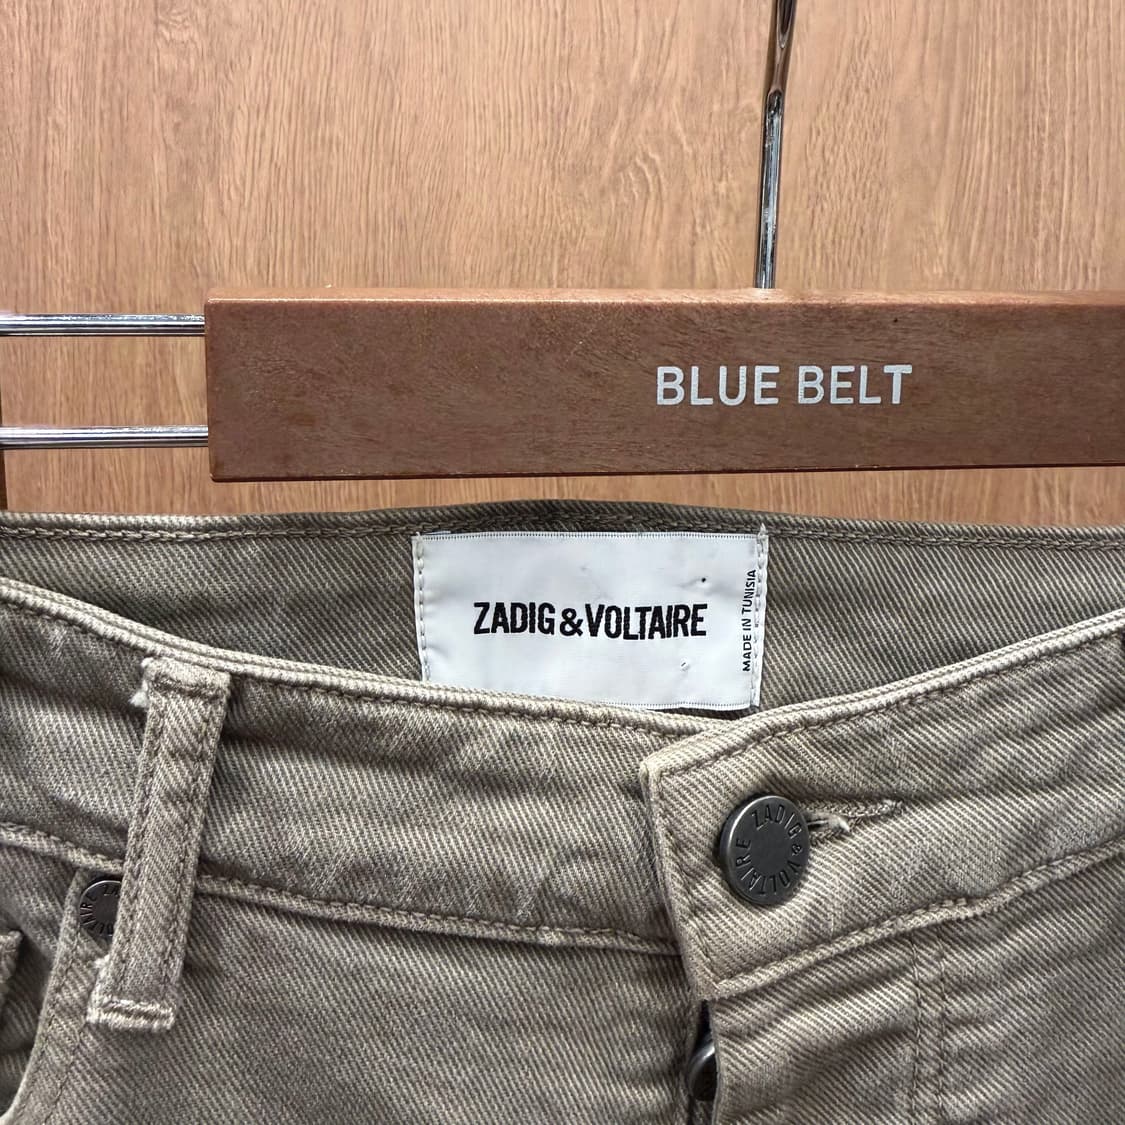 BLUE BELT
ZADIG&VOLTAIRE
MADE IN TUNISIA
ZADIG & VOLTAIRE